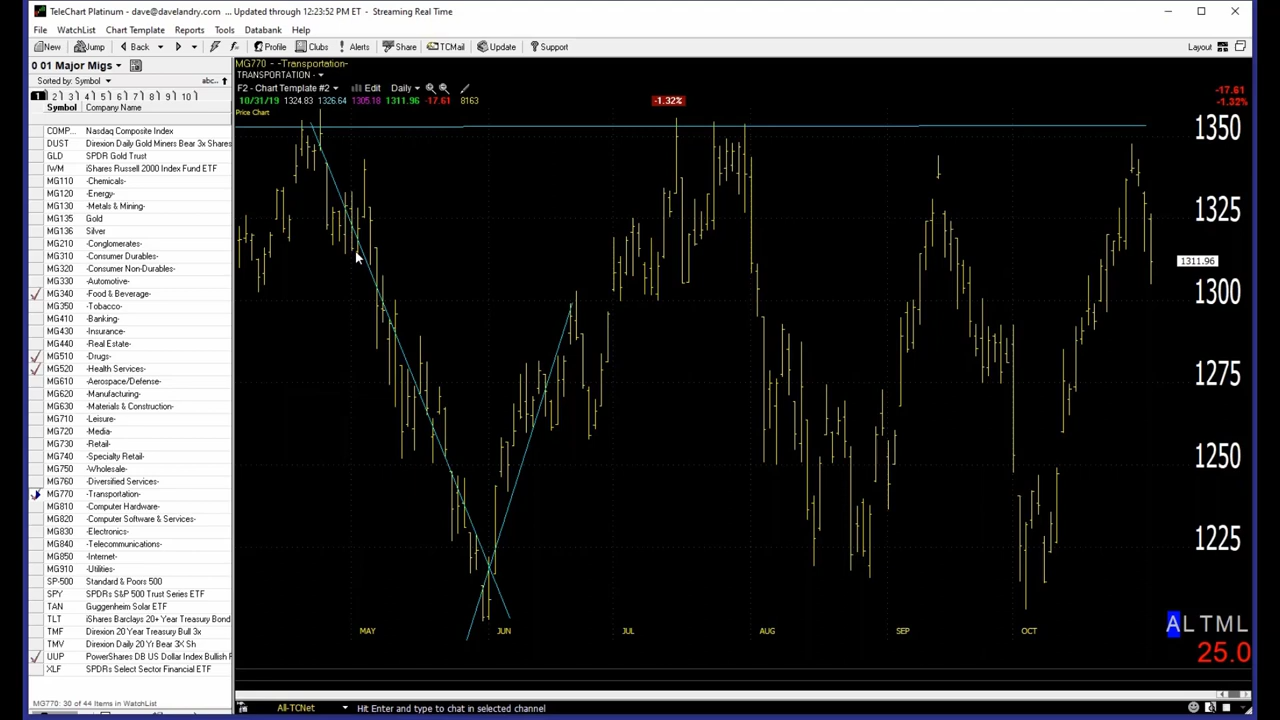 TeleChart Platinum - dave@davelandry.com ... Updated through 12:23:52 PM ET - Streaming Real Time
File WatchList Chart Template Reports Tools Databank Help
New Jump Back Profile Clubs Alerts Share TCMail Update Support Layout
0 01 Major Migs
Sorted by: Symbol abc..
1 2 3 4 5 6 7 8 9 10
Symbol Company Name
COMP... Nasdaq Composite Index
DUST Direxion Daily Gold Miners Bear 3x Shares
GLD SPDR Gold Trust
IWM iShares Russell 2000 Index Fund ETF
MG110 -Chemicals-
MG120 -Energy-
MG130 -Metals & Mining-
MG135 Gold
MG136 Silver
MG210 -Conglomerates-
MG310 -Consumer Durables-
MG320 -Consumer Non-Durables-
MG330 -Automotive-
MG340 -Food & Beverage-
MG350 -Tobacco-
MG410 -Banking-
MG430 -Insurance-
MG440 -Real Estate-
MG510 -Drugs-
MG520 -Health Services-
MG610 -Aerospace/Defense-
MG620 -Manufacturing-
MG630 -Materials & Construction-
MG710 -Leisure-
MG720 -Media-
MG730 -Retail-
MG740 -Specialty Retail-
MG750 -Wholesale-
MG760 -Diversified Services-
MG770 -Transportation-
MG810 -Computer Hardware-
MG820 -Computer Software & Services-
MG830 -Electronics-
MG840 -Telecommunications-
MG850 -Internet-
MG910 -Utilities-
SP-500 Standard & Poors 500
SPY SPDRs S&P 500 Trust Series ETF
TAN Guggenheim Solar ETF
TLT iShares Barclays 20+ Year Treasury Bond
TMF Direxion 20 Year Treasury Bull 3x
TMV Direxion Daily 20 Yr Bear 3X Sh
UUP PowerShares DB US Dollar Index Bullish F
XLF SPDRs Select Sector Financial ETF
MG770: 30 of 44 Items in WatchList
MG770 - -Transportation-
TRANSPORTATION -
F2 - Chart Template #2 Edit Daily
10/31/19 1324.83 1326.64 1305.18 1311.96 -17.61 8163 -1.32%
Price Chart
-17.61
-1.32%
1350
1325
1311.96
1300
1275
1250
1225
MAY JUN JUL AUG SEP OCT
ALTML
25.0
All-TCNet Hit Enter and type to chat in selected channel